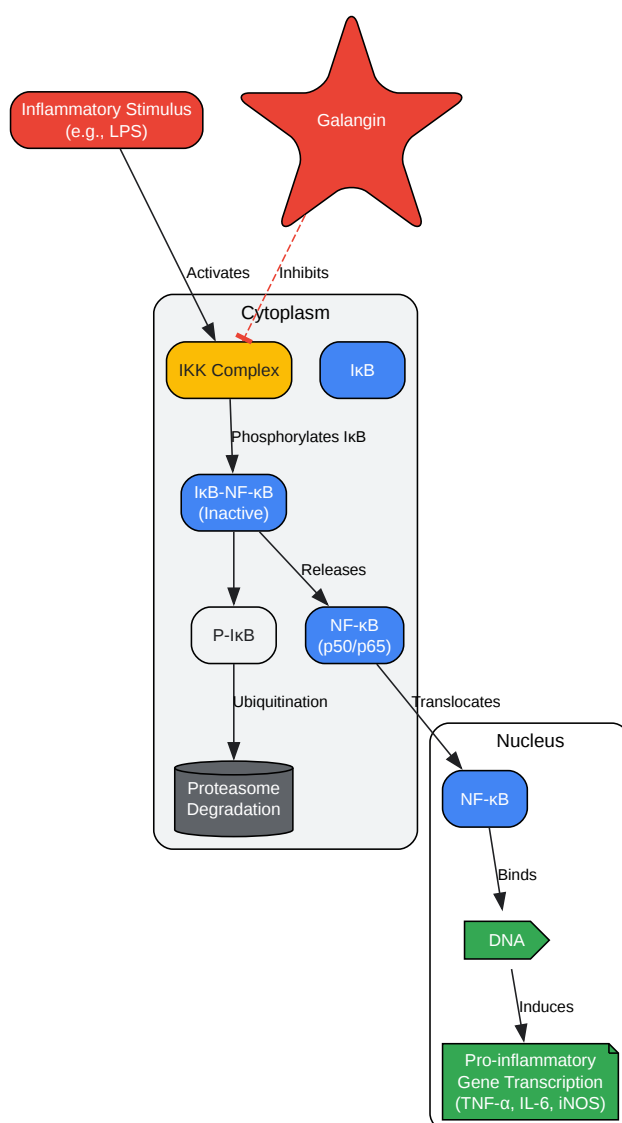 Galangin
Inflammatory Stimulus
(e.g., LPS)
Activates
Inhibits
Cytoplasm
IKK Complex
IκB
Phosphorylates IκB
IκB-NF-κB
(Inactive)
Releases
P-IκB
NF-κB
(p50/p65)
Ubiquitination
Translocates
Nucleus
Proteasome
Degradation
NF-κB
Binds
DNA
Induces
Pro-inflammatory
Gene Transcription
(TNF-α, IL-6, iNOS)